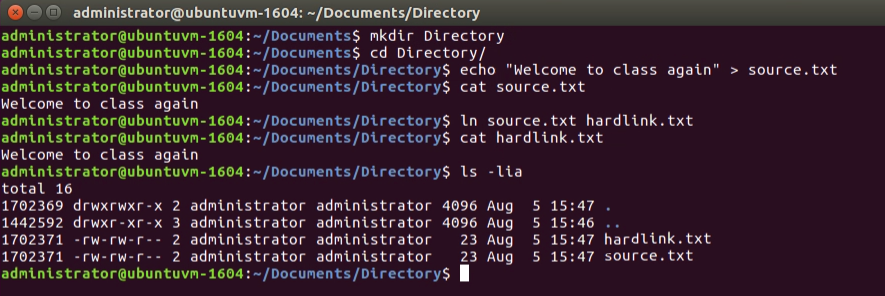 administrator@ubuntuvm-1604: ~/Documents/Directory
administrator@ubuntuvm-1604:~/Documents$ mkdir Directory
administrator@ubuntuvm-1604:~/Documents$ cd Directory/
administrator@ubuntuvm-1604:~/Documents/Directory$ echo "Welcome to class again" > source.txt
administrator@ubuntuvm-1604:~/Documents/Directory$ cat source.txt
Welcome to class again
administrator@ubuntuvm-1604:~/Documents/Directory$ ln source.txt hardlink.txt
administrator@ubuntuvm-1604:~/Documents/Directory$ cat hardlink.txt
Welcome to class again
administrator@ubuntuvm-1604:~/Documents/Directory$ ls -lia
total 16
1702369 drwxrwxr-x 2 administrator administrator 4096 Aug  5 15:47 .
1442592 drwxr-xr-x 3 administrator administrator 4096 Aug  5 15:46 ..
1702371 -rw-rw-r-- 2 administrator administrator   23 Aug  5 15:47 hardlink.txt
1702371 -rw-rw-r-- 2 administrator administrator   23 Aug  5 15:47 source.txt
administrator@ubuntuvm-1604:~/Documents/Directory$